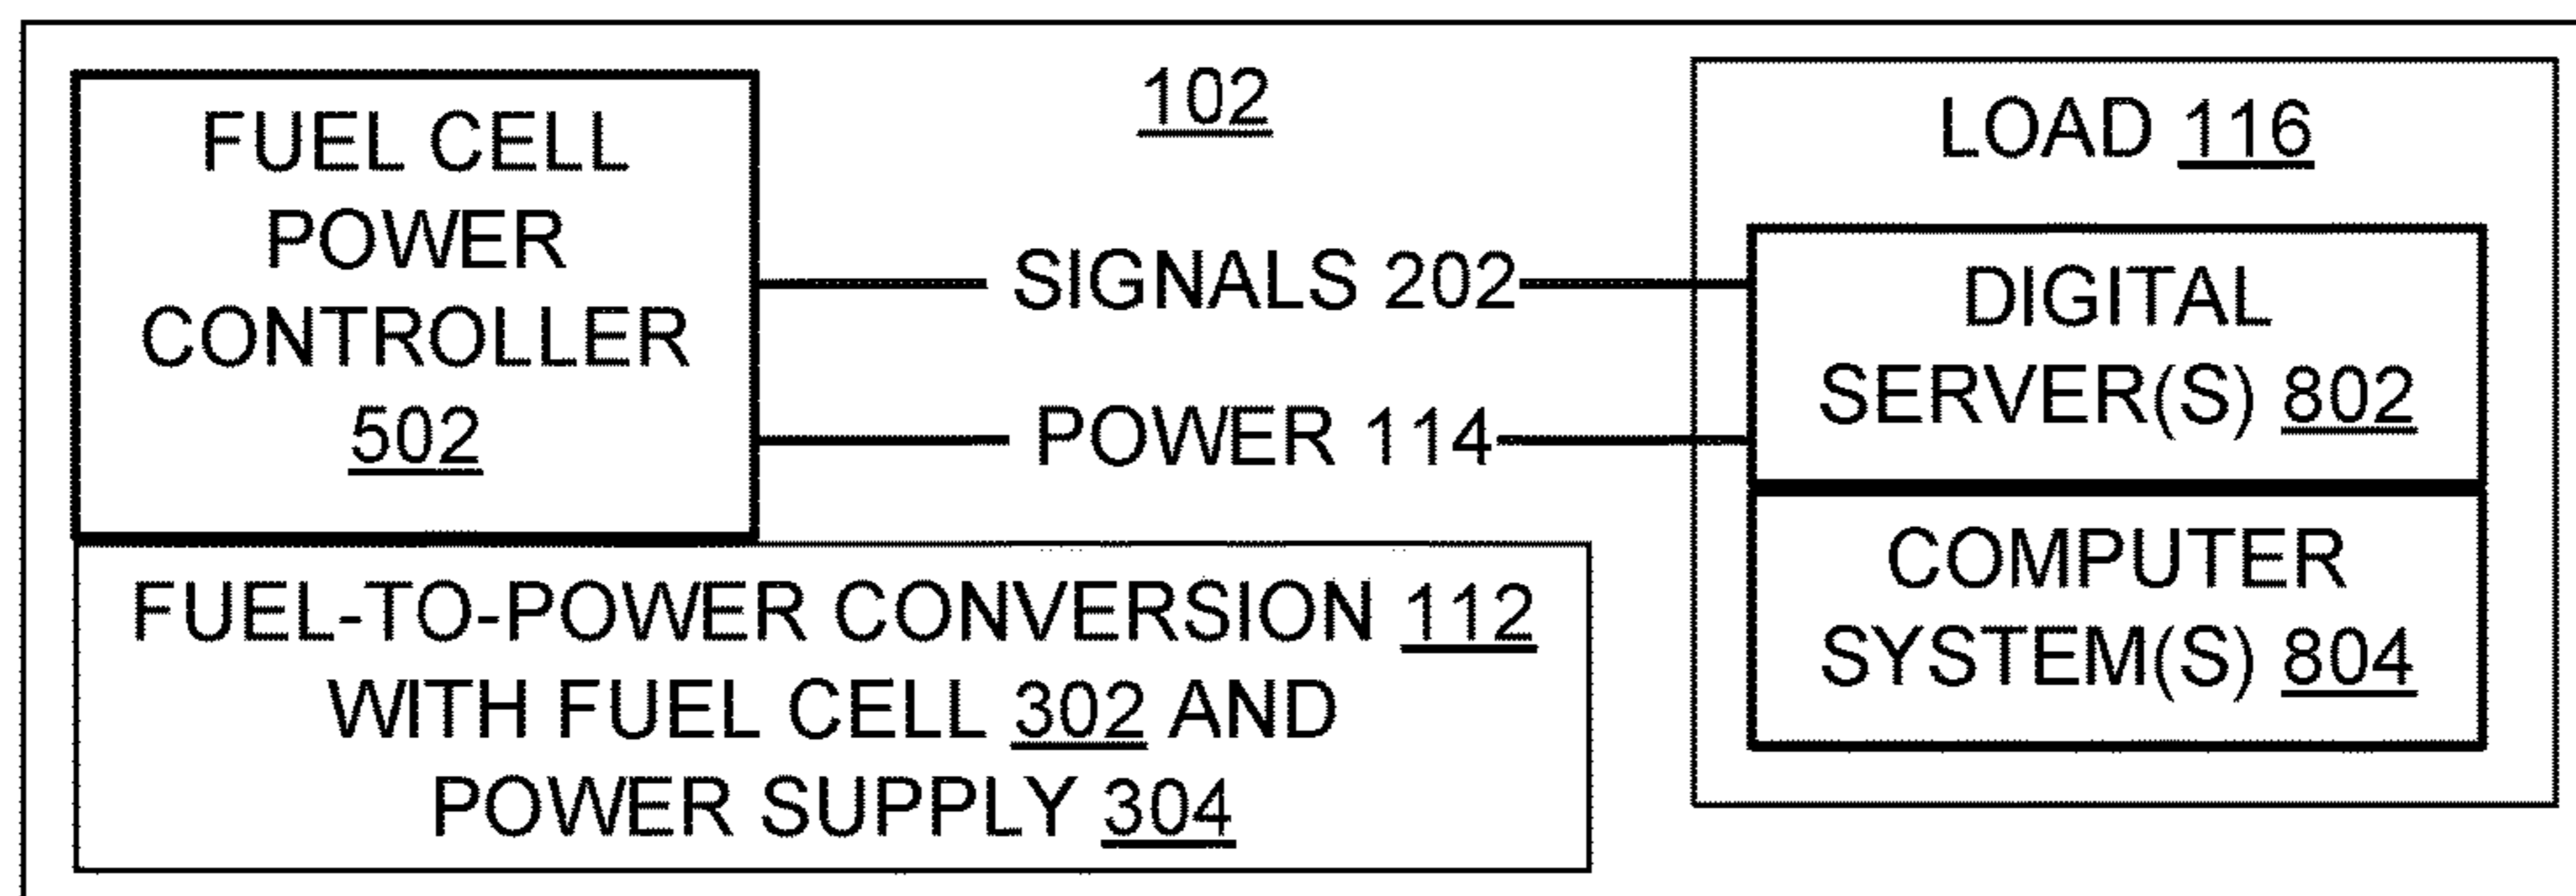 FUEL CELL
POWER
CONTROLLER
502
102
SIGNALS 202
POWER 114
LOAD 116
DIGITAL
SERVER(S) 802
COMPUTER
SYSTEM(S) 804
FUEL-TO-POWER CONVERSION 112
WITH FUEL CELL 302 AND
POWER SUPPLY 304